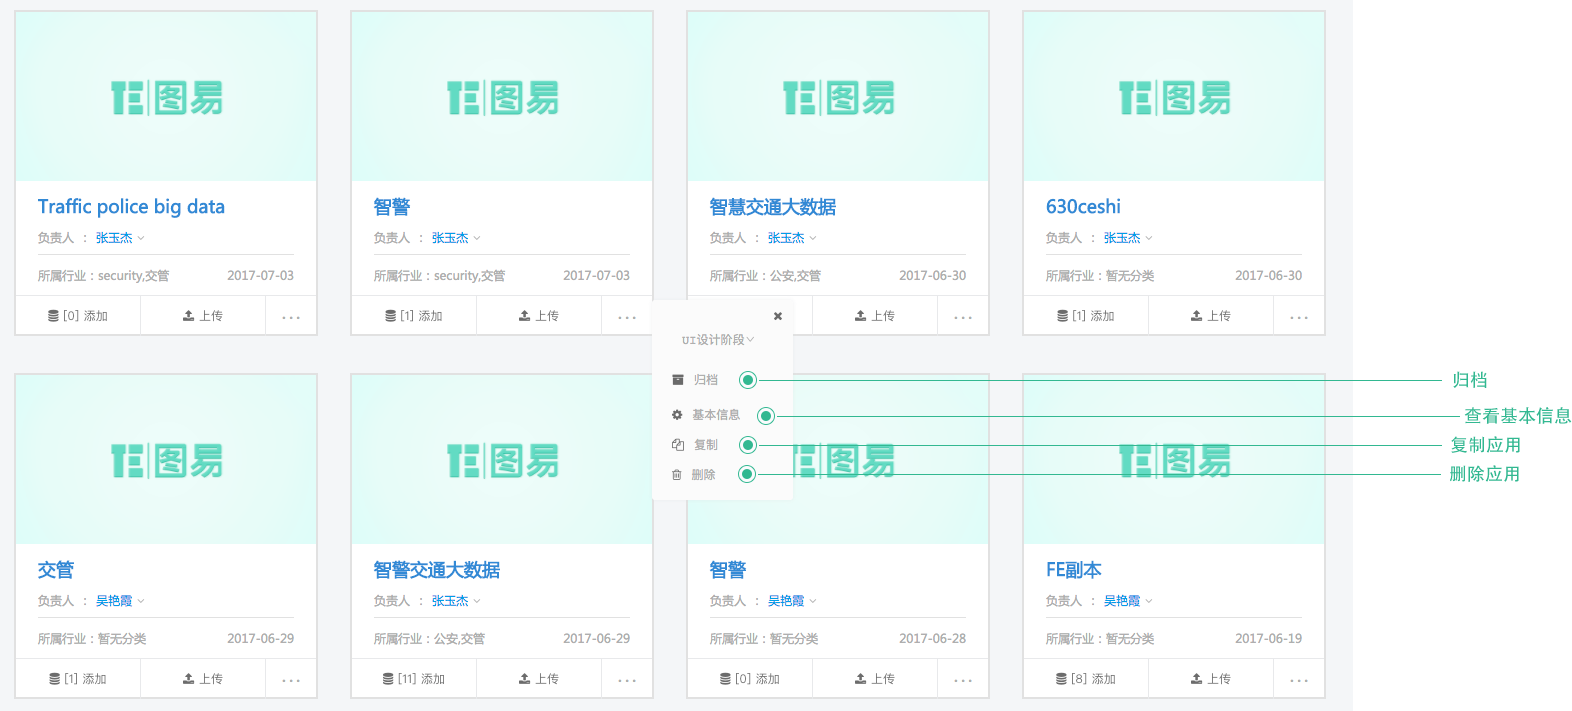 TE|图易
TE|图易
TE|图易
TE|图易
Traffic police big data
负责人 : 张玉杰
所属行业：security,交管 2017-07-03
[0] 添加 上传 ...
智警
负责人 : 张玉杰
所属行业：security,交管 2017-07-03
[1] 添加 上传 ...
智慧交通大数据
负责人 : 张玉杰
所属行业：公安,交管 2017-06-30
上传 ...
630ceshi
负责人 : 张玉杰
所属行业：暂无分类 2017-06-30
[1] 添加 上传 ...
UI设计阶段
归档
基本信息
复制
删除
归档
查看基本信息
复制应用
删除应用
TE|图易
TE|图易
图易
TE|图易
交管
负责人 : 吴艳霞
所属行业：暂无分类 2017-06-29
[1] 添加 上传 ...
智警交通大数据
负责人 : 张玉杰
所属行业：公安,交管 2017-06-29
[11] 添加 上传 ...
智警
负责人 : 吴艳霞
所属行业：暂无分类 2017-06-28
[0] 添加 上传 ...
FE副本
负责人 : 吴艳霞
所属行业：暂无分类 2017-06-19
[8] 添加 上传 ...